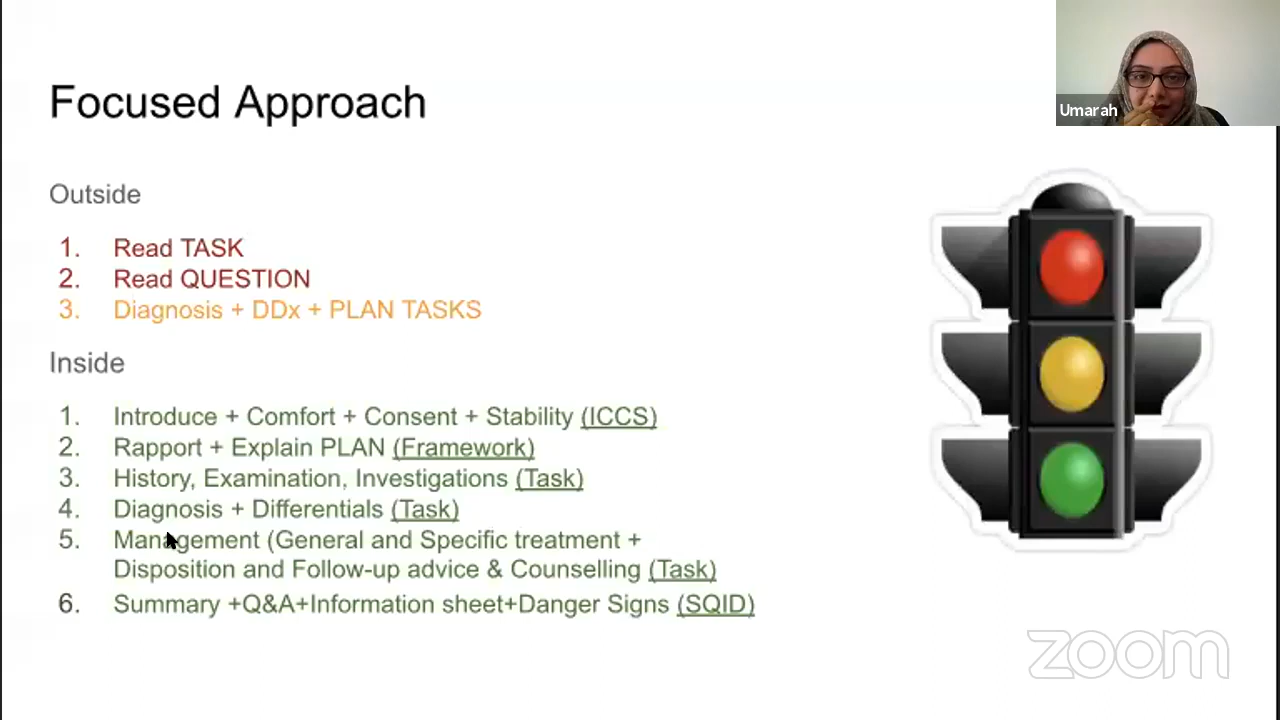 Focused Approach
Umarah
Outside
1. Read TASK
2. Read QUESTION
3. Diagnosis + DDx + PLAN TASKS
Inside
1. Introduce + Comfort + Consent + Stability (ICCS)
2. Rapport + Explain PLAN (Framework)
3. History, Examination, Investigations (Task)
4. Diagnosis + Differentials (Task)
5. Management (General and Specific treatment +
Disposition and Follow-up advice & Counselling (Task)
6. Summary +Q&A+Information sheet+Danger Signs (SQID)
zoom